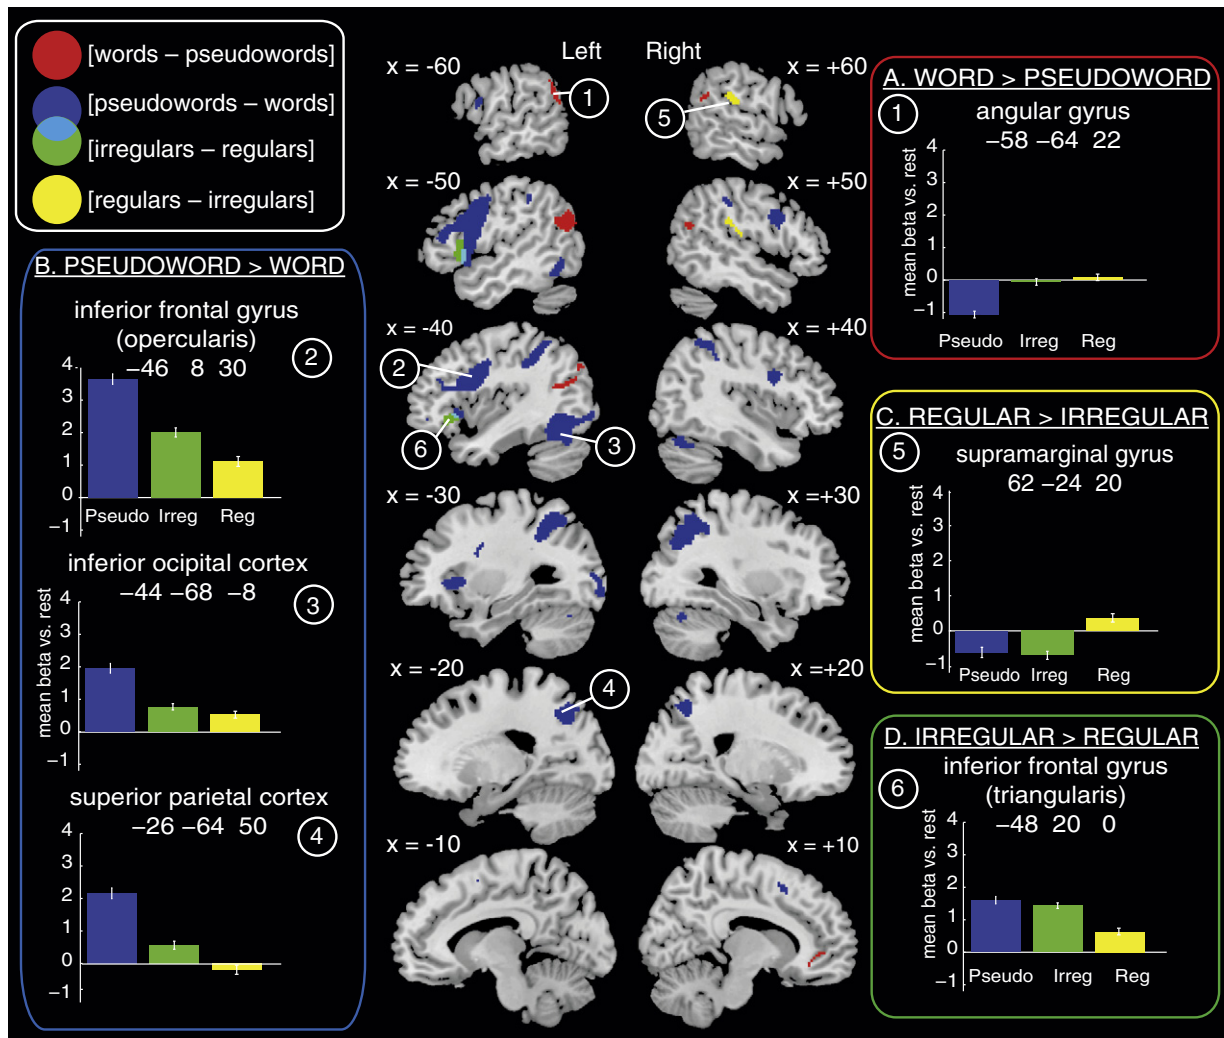 [words – pseudowords]
[pseudowords – words]
[irregulars – regulars]
[regulars – irregulars]
B. PSEUDOWORD > WORD
inferior frontal gyrus
(opercularis)
2
−46 8 30
4
3
2
1
0
−1
Pseudo Irreg Reg
inferior ocipital cortex
−44 −68 −8
3
mean beta vs. rest
4
3
2
1
0
−1
superior parietal cortex
−26 −64 50
4
4
3
2
1
0
−1
Left
Right
x = -60
x = +60
1
5
x = -50
x = +50
x = -40
x = +40
2
6
3
x = -30
x =+30
x = -20
x =+20
4
x = -10
x = +10
A. WORD > PSEUDOWORD
1
angular gyrus
−58 −64 22
mean beta vs. rest
4
3
2
1
0
−1
Pseudo Irreg Reg
C. REGULAR > IRREGULAR
5
supramarginal gyrus
62 −24 20
mean beta vs. rest
4
3
2
1
0
−1
Pseudo Irreg Reg
D. IRREGULAR > REGULAR
6
inferior frontal gyrus
(triangularis)
−48 20 0
mean beta vs. rest
4
3
2
1
0
−1
Pseudo Irreg Reg